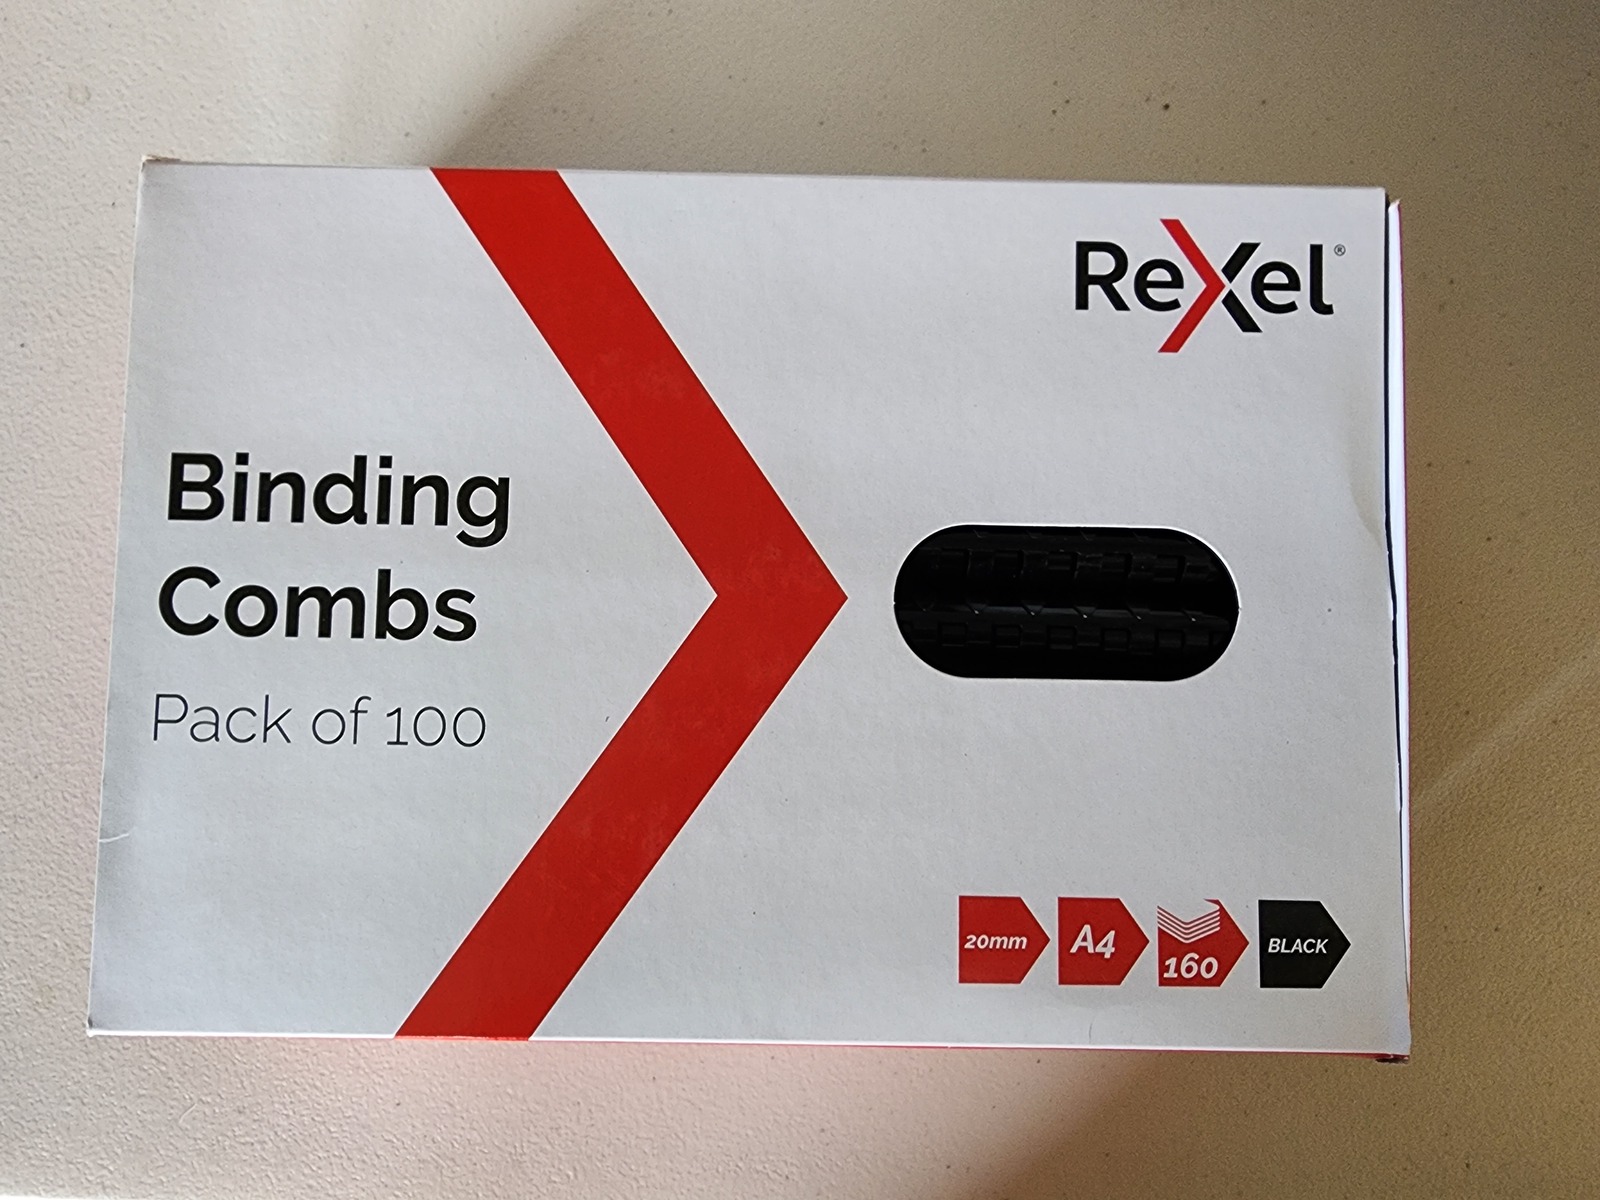 Rexel®
Binding
Combs
Pack of 100
20mm
A4
160
BLACK